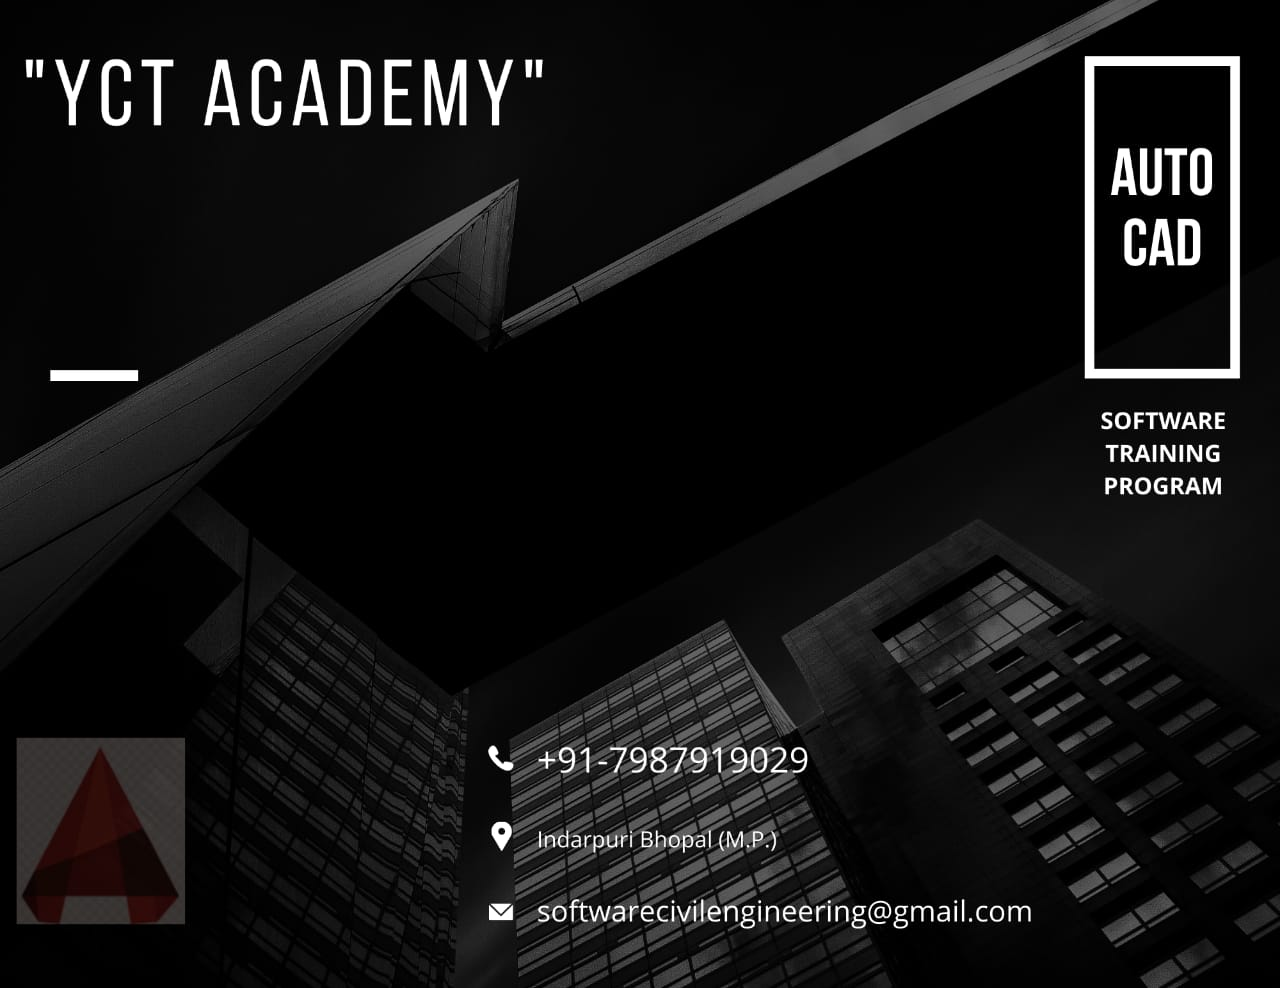 "YCT ACADEMY"
AUTO
CAD
SOFTWARE
TRAINING
PROGRAM
+91-7987919029
Indarpuri Bhopal (M.P.)
softwarecivilengineering@gmail.com